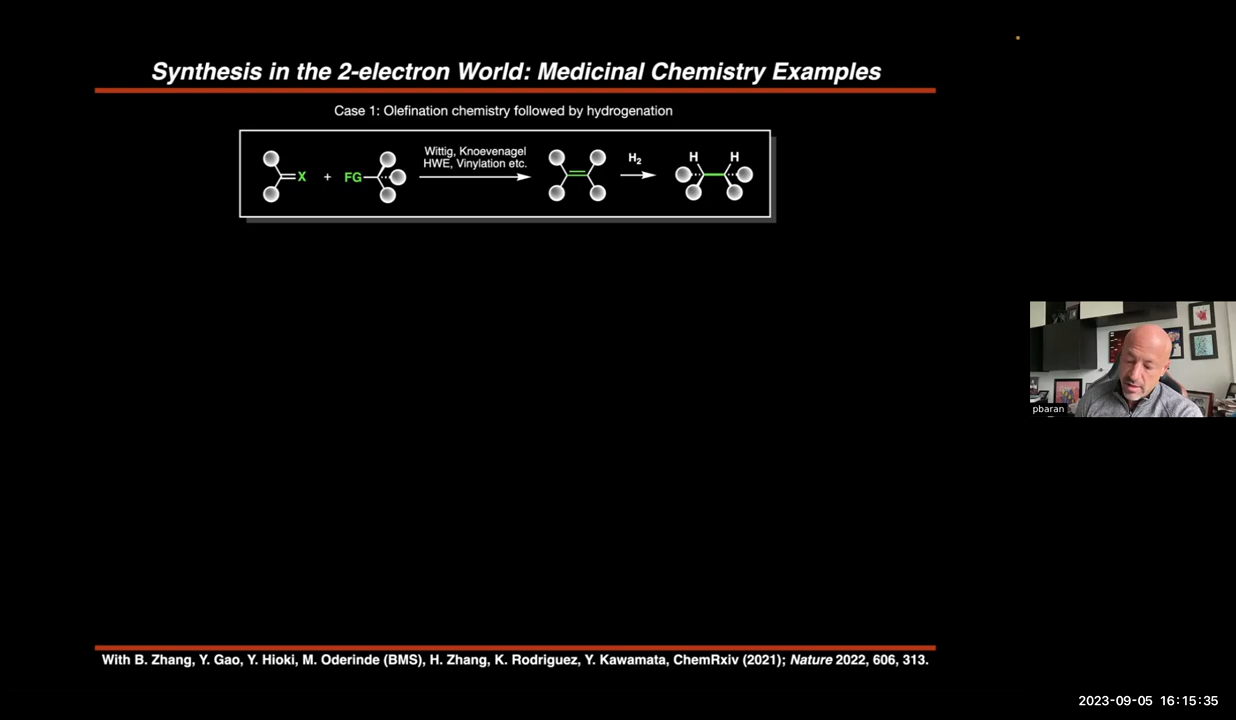 Synthesis in the 2-electron World: Medicinal Chemistry Examples
Case 1: Olefination chemistry followed by hydrogenation
Wittig, Knoevenagel
HWE, Vinylation etc.
X + FG
H₂
H H
pbaran
With B. Zhang, Y. Gao, Y. Hioki, M. Oderinde (BMS), H. Zhang, K. Rodriguez, Y. Kawamata, ChemRxiv (2021); Nature 2022, 606, 313.
2023-09-05 16:15:35